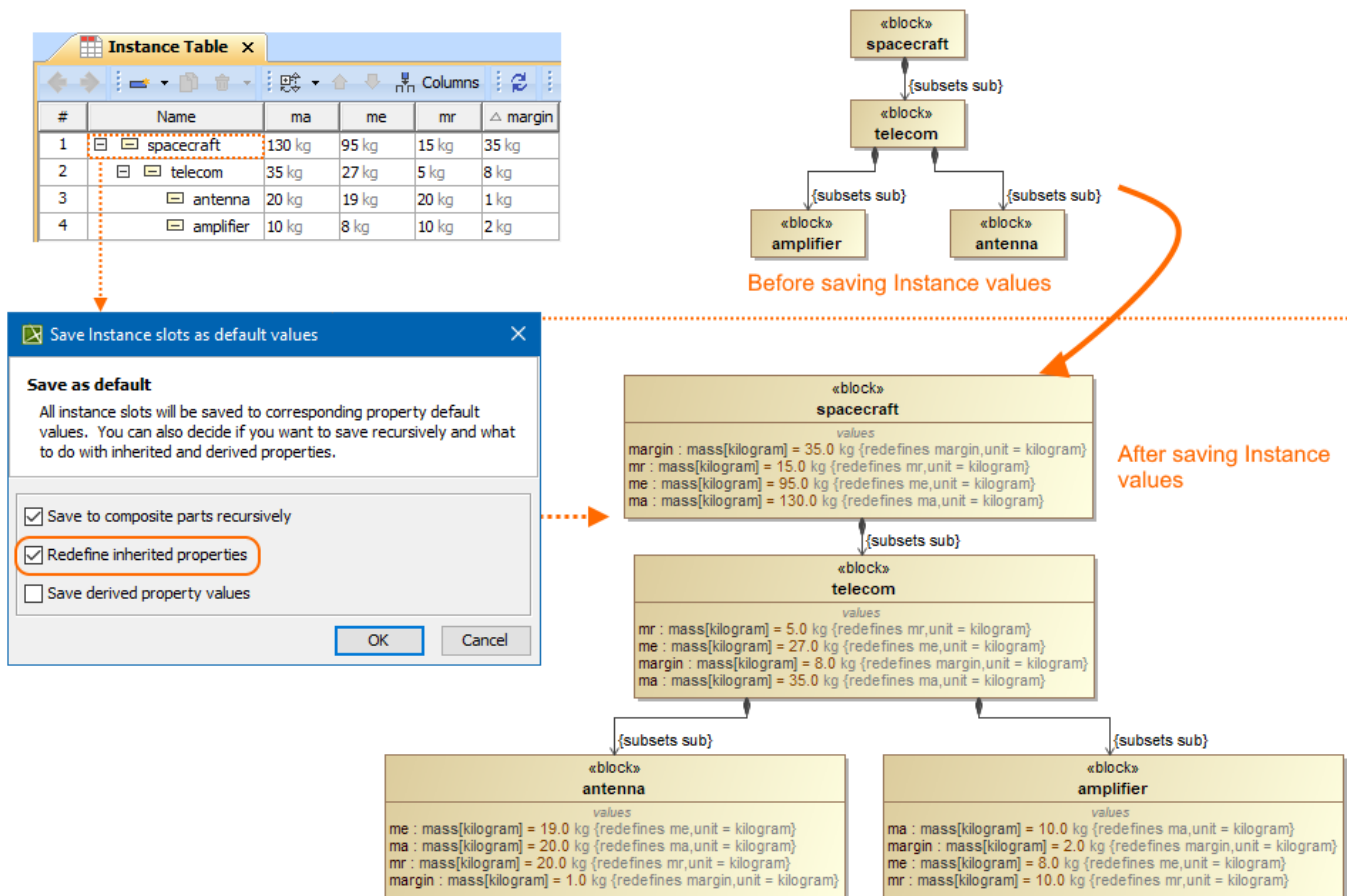 Instance Table ×
Columns
# Name ma me mr △ margin
1 spacecraft 130 kg 95 kg 15 kg 35 kg
2 telecom 35 kg 27 kg 5 kg 8 kg
3 antenna 20 kg 19 kg 20 kg 1 kg
4 amplifier 10 kg 8 kg 10 kg 2 kg
«block»
spacecraft
{subsets sub}
«block»
telecom
{subsets sub} {subsets sub}
«block» «block»
amplifier antenna
Before saving Instance values
Save Instance slots as default values ×
Save as default
All instance slots will be saved to corresponding property default
values. You can also decide if you want to save recursively and what
to do with inherited and derived properties.
Save to composite parts recursively
Redefine inherited properties
Save derived property values
OK Cancel
«block»
spacecraft
values
margin : mass[kilogram] = 35.0 kg {redefines margin,unit = kilogram}
mr : mass[kilogram] = 15.0 kg {redefines mr,unit = kilogram}
me : mass[kilogram] = 95.0 kg {redefines me,unit = kilogram}
ma : mass[kilogram] = 130.0 kg {redefines ma,unit = kilogram}
After saving Instance
values
{subsets sub}
«block»
telecom
values
mr : mass[kilogram] = 5.0 kg {redefines mr,unit = kilogram}
me : mass[kilogram] = 27.0 kg {redefines me,unit = kilogram}
margin : mass[kilogram] = 8.0 kg {redefines margin,unit = kilogram}
ma : mass[kilogram] = 35.0 kg {redefines ma,unit = kilogram}
{subsets sub} {subsets sub}
«block»
antenna
values
me : mass[kilogram] = 19.0 kg {redefines me,unit = kilogram}
ma : mass[kilogram] = 20.0 kg {redefines ma,unit = kilogram}
mr : mass[kilogram] = 20.0 kg {redefines mr,unit = kilogram}
margin : mass[kilogram] = 1.0 kg {redefines margin,unit = kilogram}
«block»
amplifier
values
ma : mass[kilogram] = 10.0 kg {redefines ma,unit = kilogram}
margin : mass[kilogram] = 2.0 kg {redefines margin,unit = kilogram}
me : mass[kilogram] = 8.0 kg {redefines me,unit = kilogram}
mr : mass[kilogram] = 10.0 kg {redefines mr,unit = kilogram}